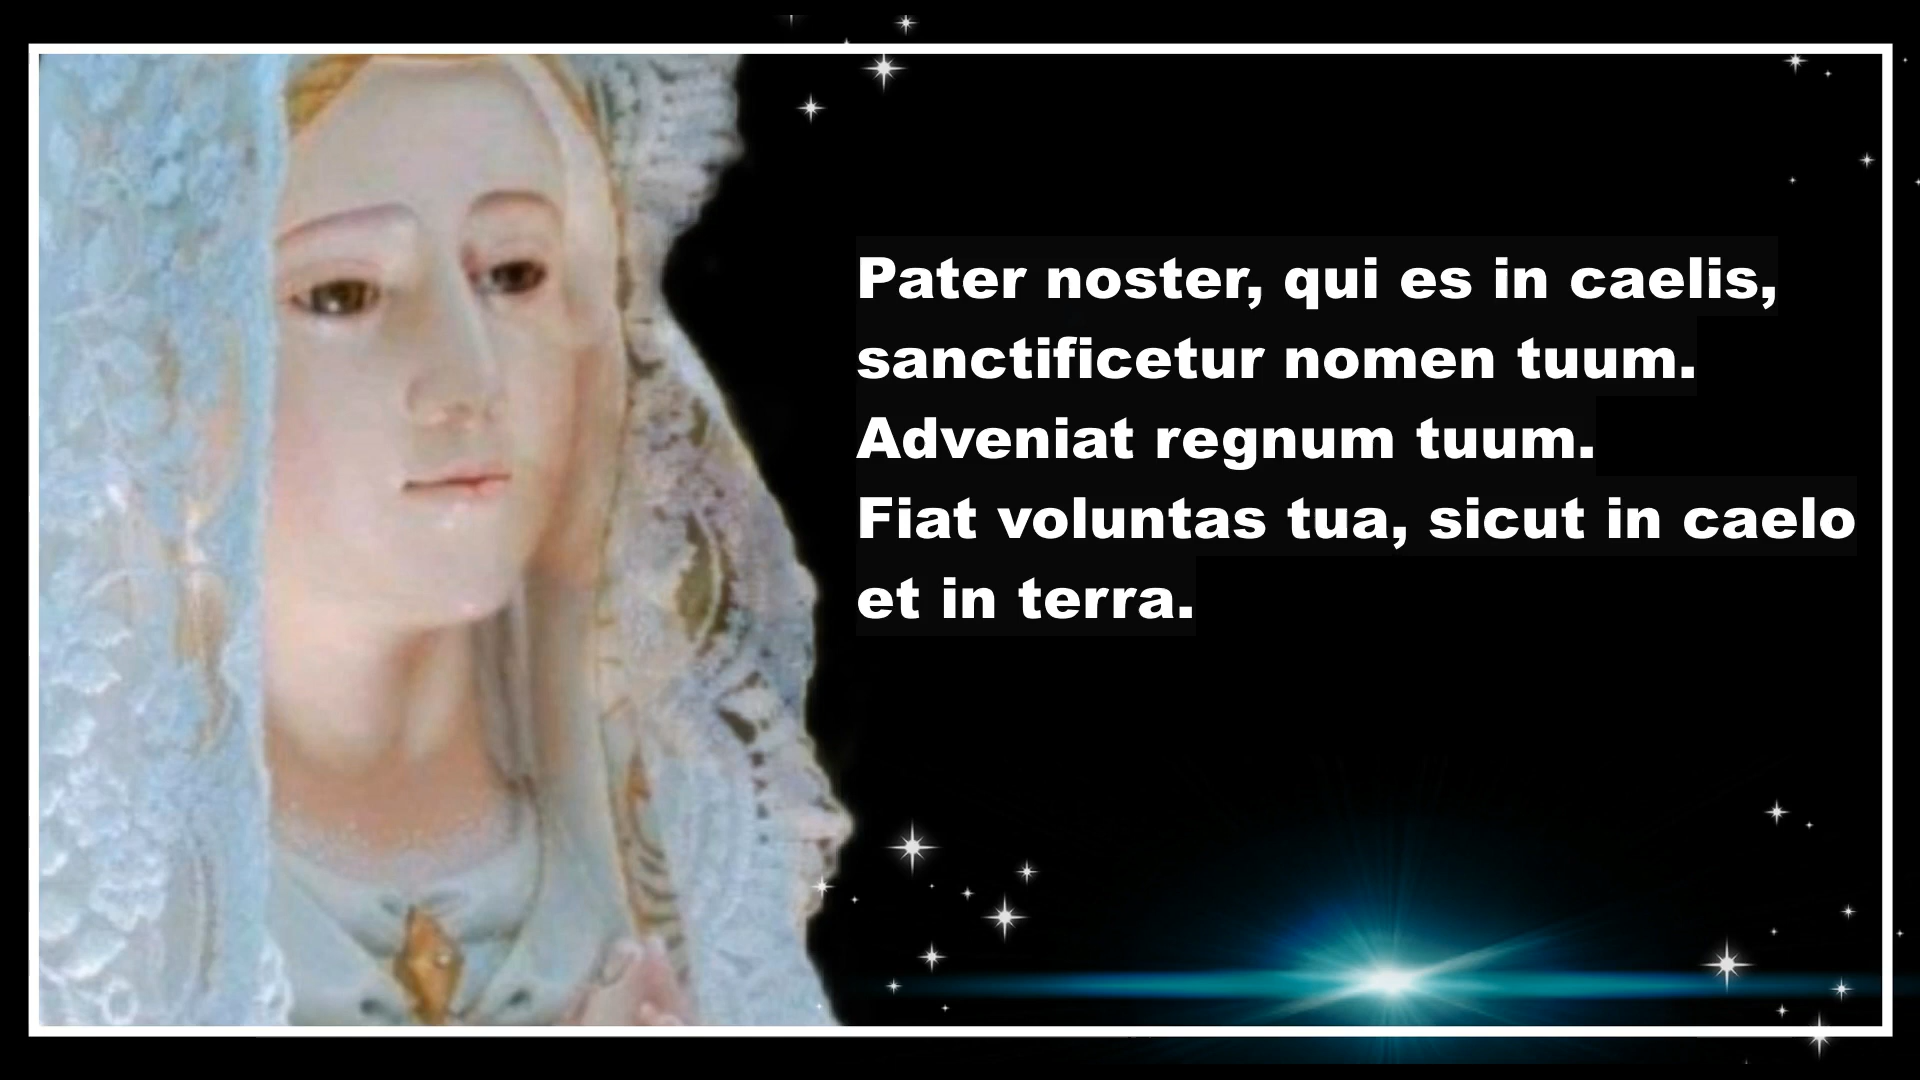 Pater noster, qui es in caelis,
sanctificetur nomen tuum.
Adveniat regnum tuum.
Fiat voluntas tua, sicut in caelo
et in terra.